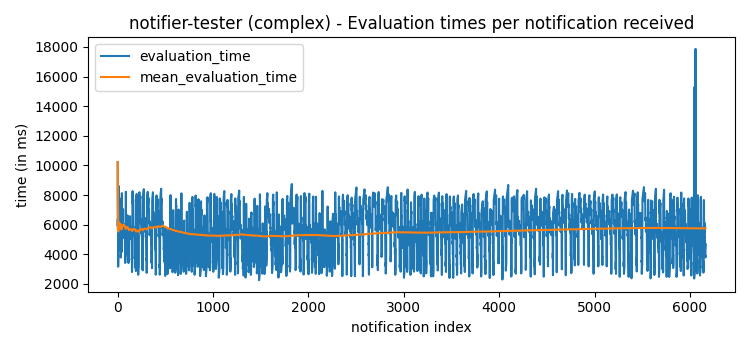 notifier-tester (complex) - Evaluation times per notification received
evaluation_time
mean_evaluation_time
time (in ms)
18000
16000
14000
12000
10000
8000
6000
4000
2000
0 1000 2000 3000 4000 5000 6000
notification index